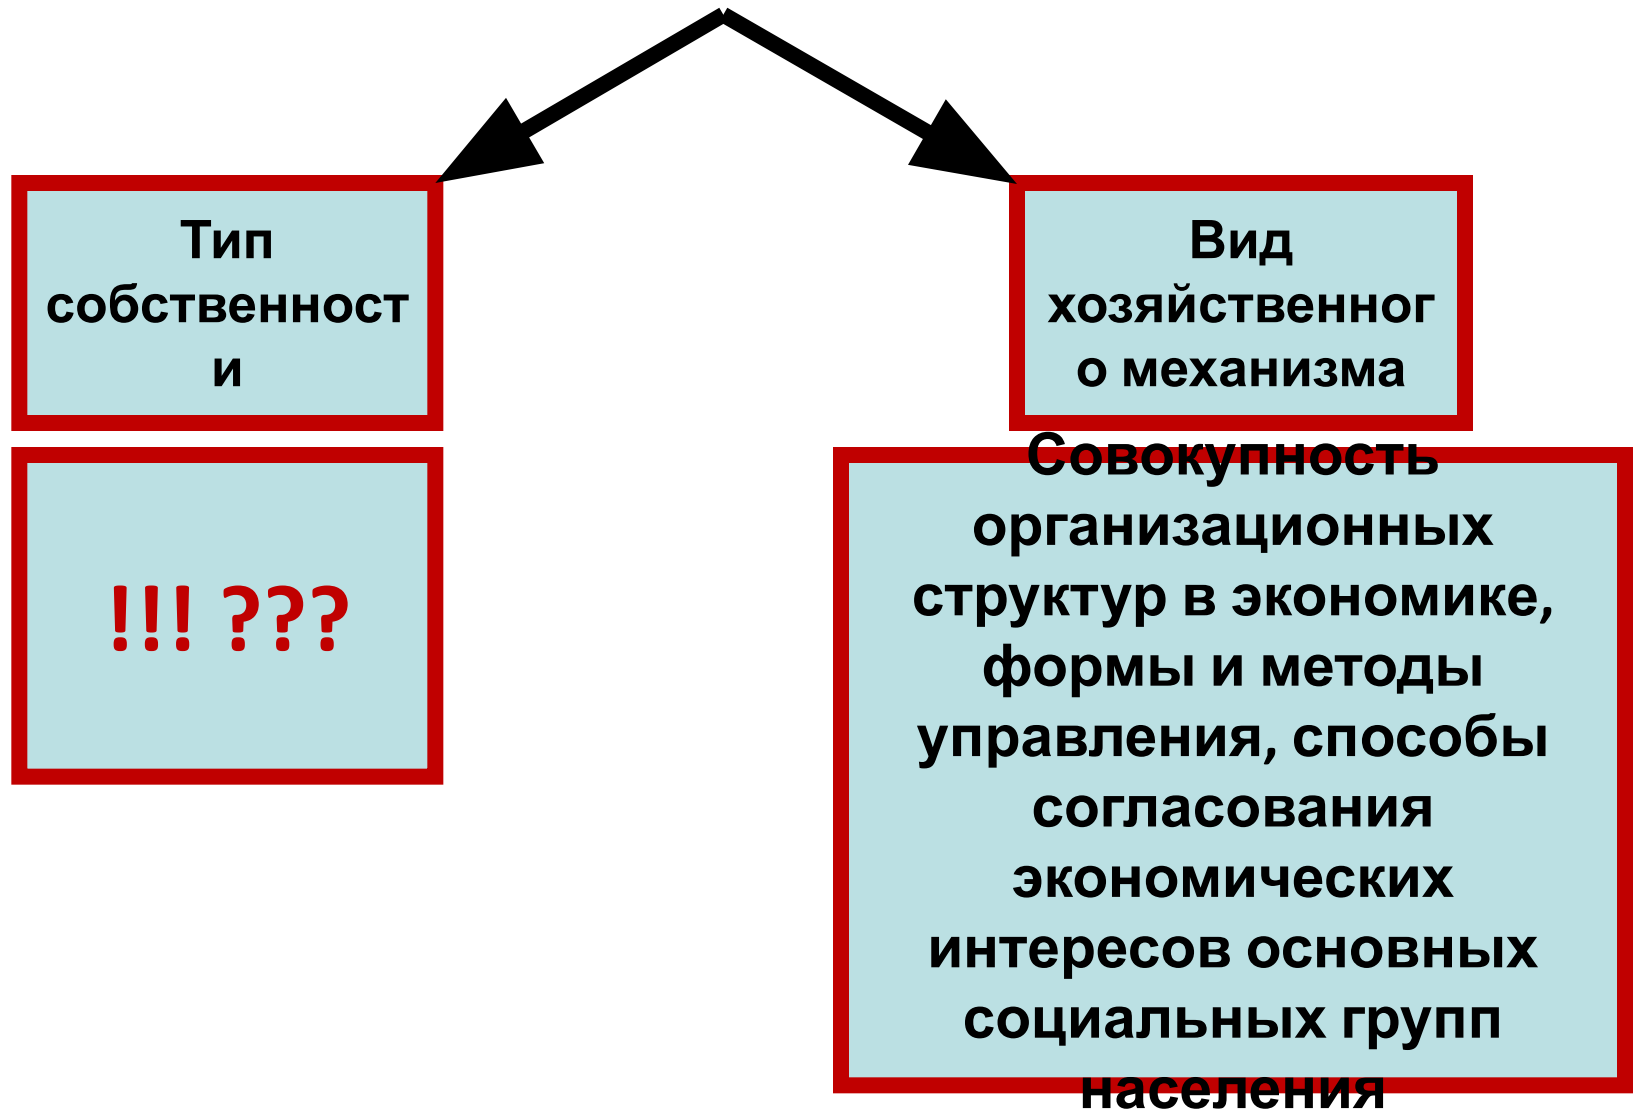 Тип
собственност
и
Вид
хозяйственног
о механизма
!!! ???
Совокупность
организационных
структур в экономике,
формы и методы
управления, способы
согласования
экономических
интересов основных
социальных групп
населения